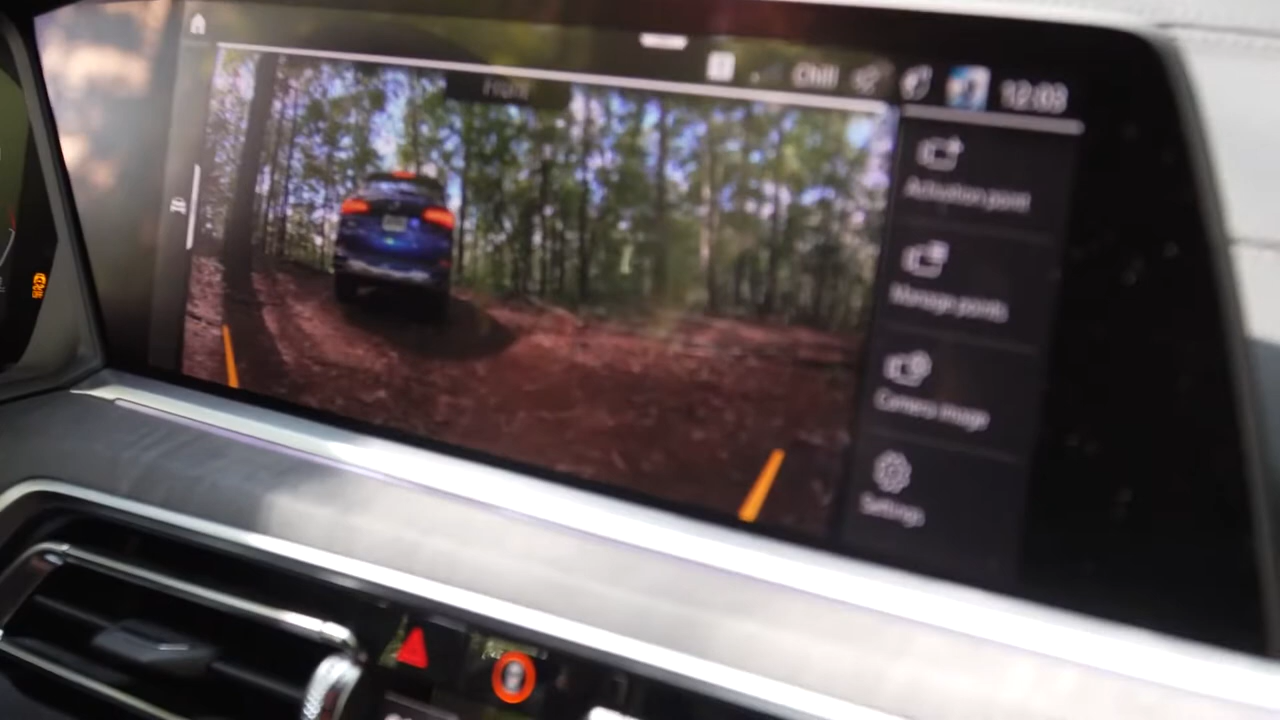 Front
Chill
12:03
Activation point
Manage points
Camera image
Settings